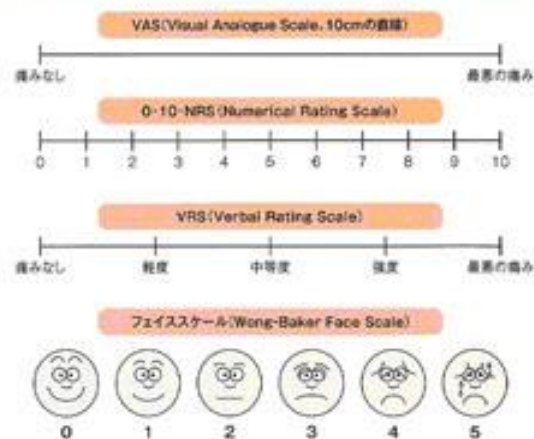 VAS(Visual Analogue Scale、10cmの直線)
痛みなし 最悪の痛み
0-10-NRS(Numerical Rating Scale)
0 1 2 3 4 5 6 7 8 9 10
VRS(Verbal Rating Scale)
痛みなし 軽度 中等度 強度 最悪の痛み
フェイススケール(Wong-Baker Face Scale)
0 1 2 3 4 5